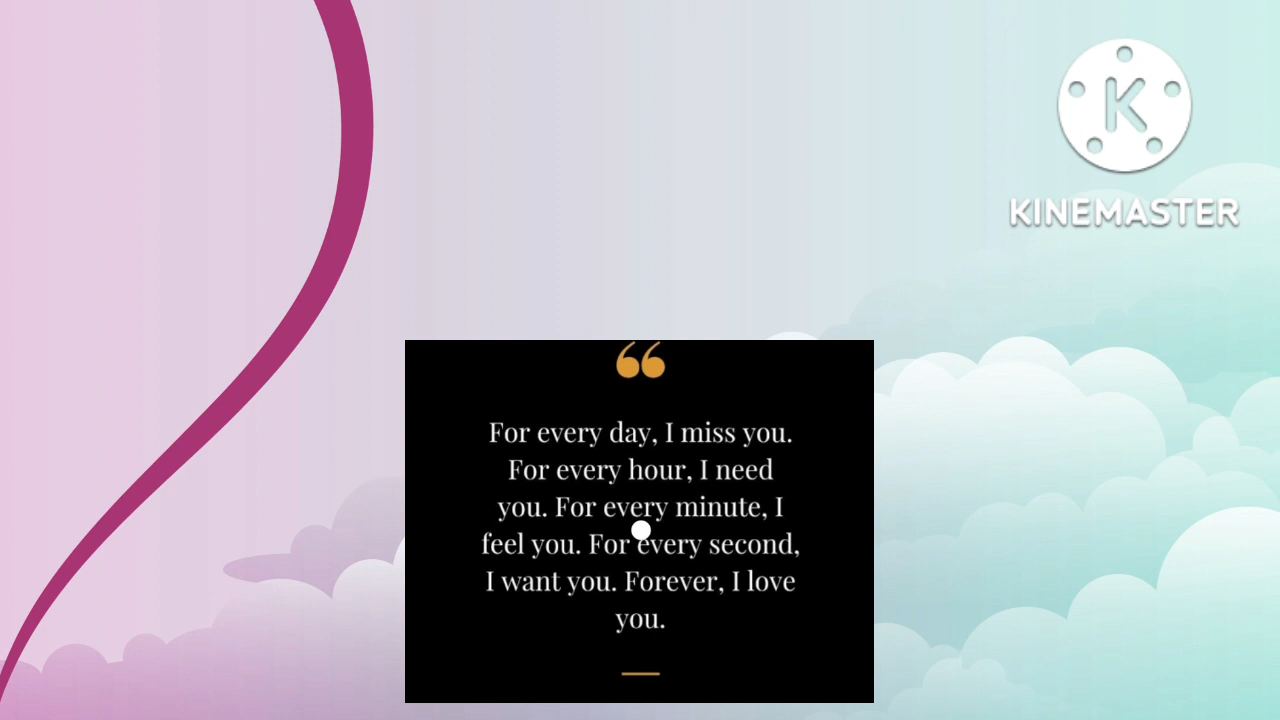 KINEMASTER
“
For every day, I miss you.
For every hour, I need
you. For every minute, I
feel you. For every second,
I want you. Forever, I love
you.